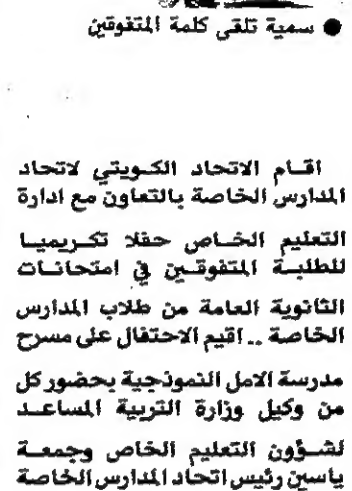 ● سمية تلقى كلمة المتفوقين
اقام الاتحاد الكويتي لاتحاد
المدارس الخاصة بالتعاون مع ادارة
التعليم الخاص حفلا تكريميا
للطلبة المتفوقين في امتحانات
الثانوية العامة من طلاب المدارس
الخاصة .. اقيم الاحتفال على مسرح
مدرسة الامل النموذجية بحضور كل
من وكيل وزارة التربية المساعد
لشؤون التعليم الخاص وجمعة
ياسين رئيس اتحاد المدارس الخاصة